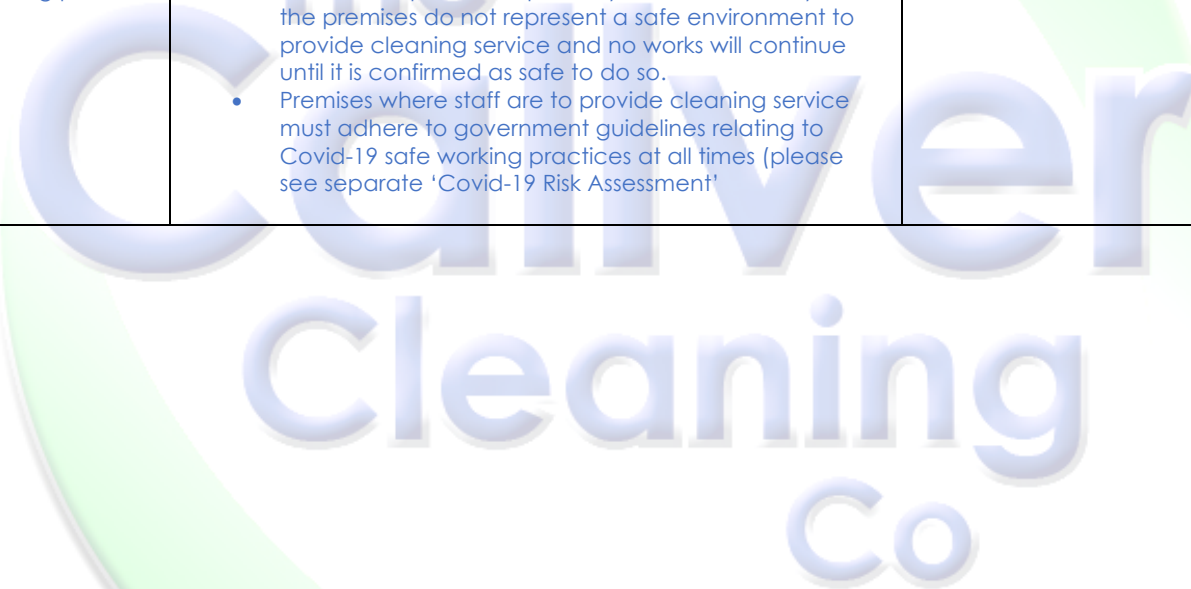 the premises do not represent a safe environment to
provide cleaning service and no works will continue
until it is confirmed as safe to do so.
• Premises where staff are to provide cleaning service
must adhere to government guidelines relating to
Covid-19 safe working practices at all times (please
see separate ‘Covid-19 Risk Assessment’
Callver
Cleaning
Co